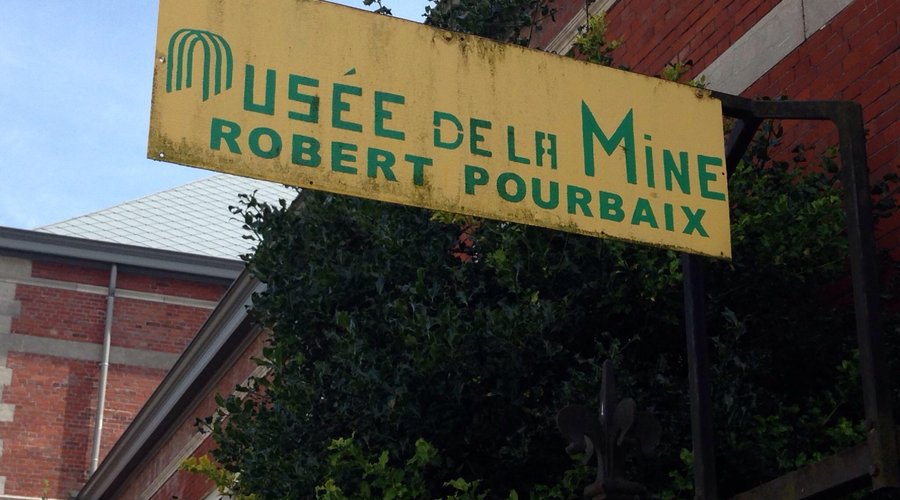 MUSÉE DE LA MiNE
ROBERT POURBAIX